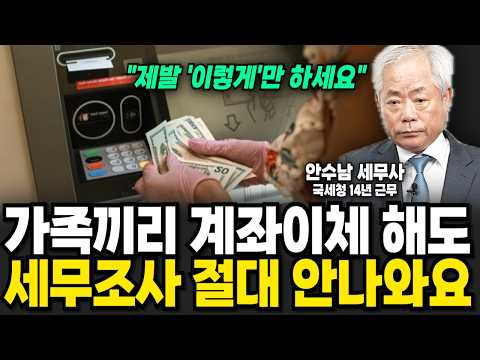 "제발 '이렇게'만 하세요"
안수남 세무사
국세청 14년 근무
가족끼리 계좌이체 해도
세무조사 절대 안나와요